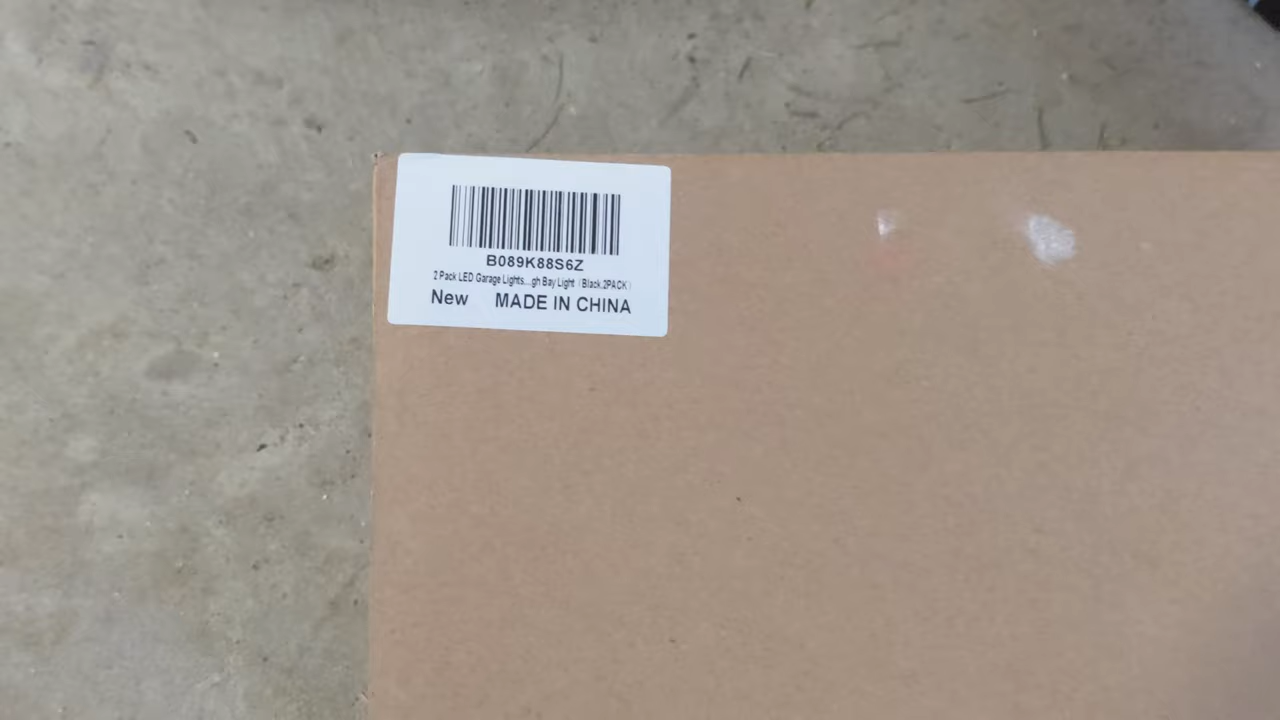 B089K88S6Z
2 Pack LED Garage Lights...gh Bay Light（Black,2PACK）
New MADE IN CHINA